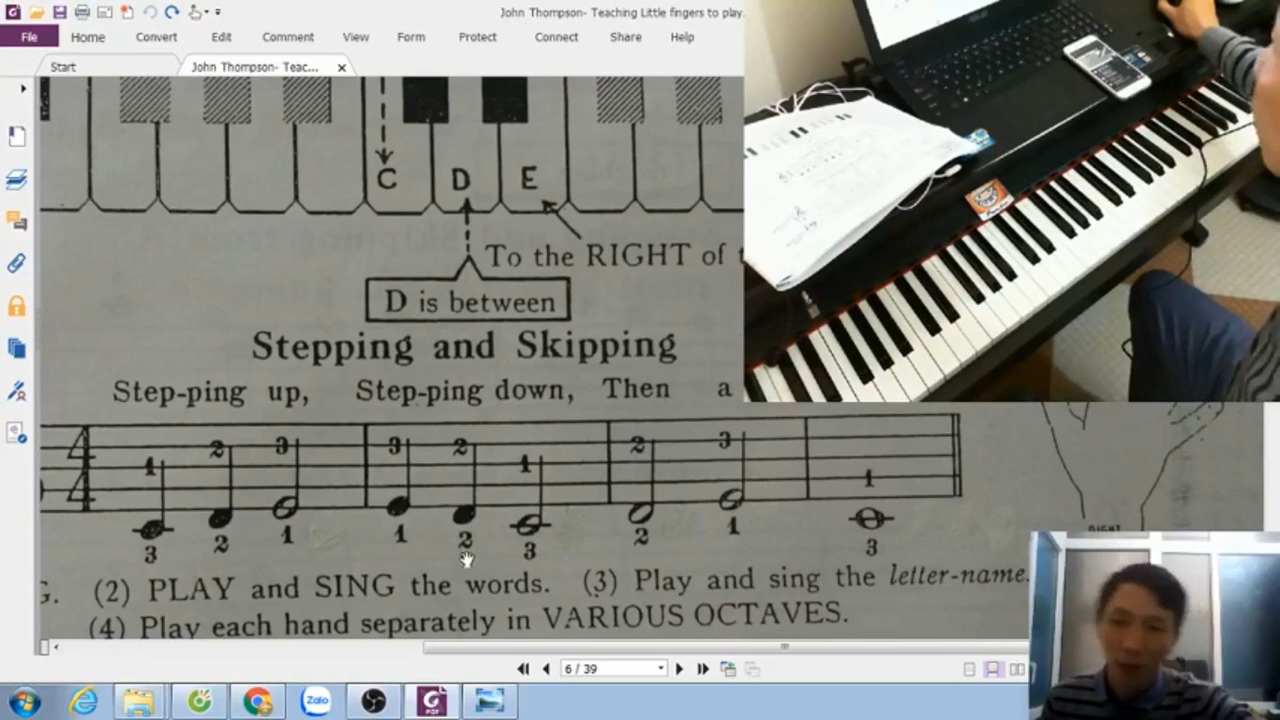 John Thompson- Teaching Little fingers to play.
File Home Convert Edit Comment View Form Protect Connect Share Help
Start John Thompson- Teac...
C D E
To the RIGHT of
D is between
Stepping and Skipping
Step-ping up, Step-ping down, Then a
4
4
1 2 3 3 2 1 2 3 1
3 2 1 1 2 3 2 1 3
RIGHT
G. (2) PLAY and SING the words. (3) Play and sing the letter-name.
(4) Play each hand separately in VARIOUS OCTAVES.
6 / 39
Zalo
PDF